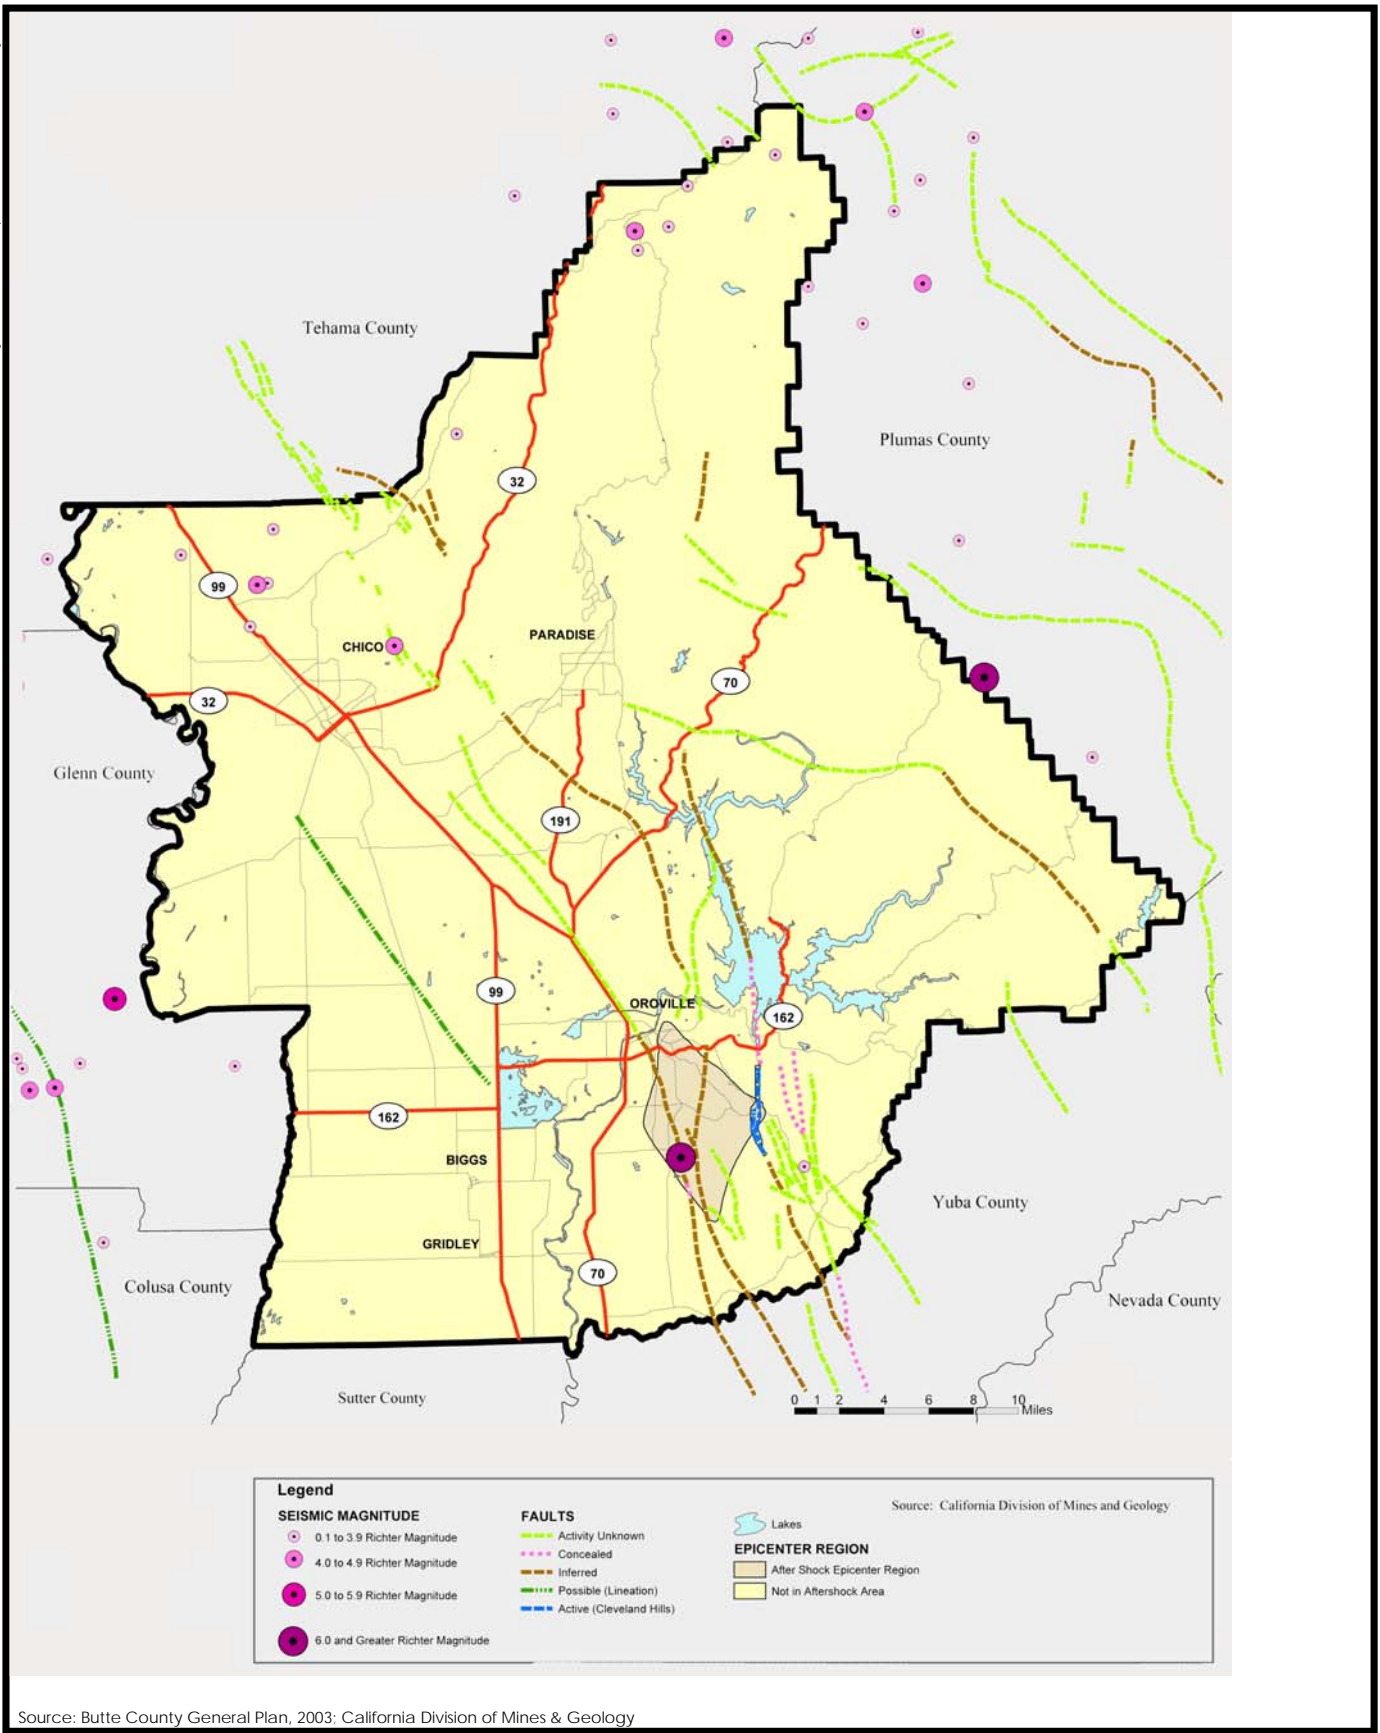 Tehama County
Plumas County
32
99
CHICO
PARADISE
70
32
Glenn County
191
99
OROVILLE
162
162
BIGGS
Yuba County
GRIDLEY
70
Colusa County
Nevada County
Sutter County
0 1 2 4 6 8 10
Miles
Legend
SEISMIC MAGNITUDE
0.1 to 3.9 Richter Magnitude
4.0 to 4.9 Richter Magnitude
5.0 to 5.9 Richter Magnitude
6.0 and Greater Richter Magnitude
FAULTS
Activity Unknown
Concealed
Inferred
Possible (Lineation)
Active (Cleveland Hills)
Source: California Division of Mines and Geology
Lakes
EPICENTER REGION
After Shock Epicenter Region
Not in Aftershock Area
Source: Butte County General Plan, 2003; California Division of Mines & Geology